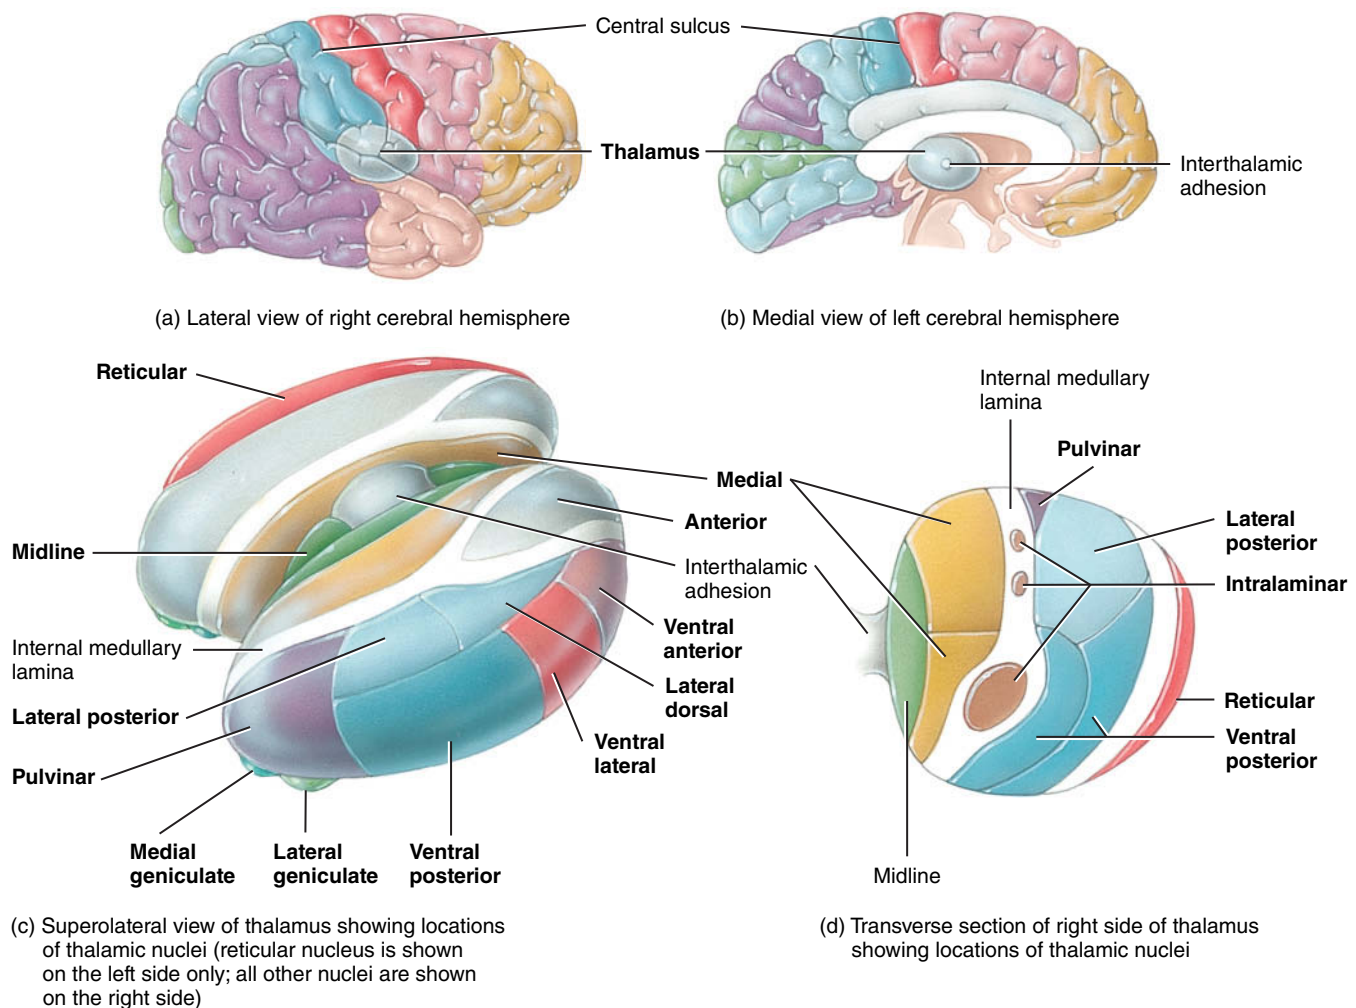 Central sulcus
Thalamus
Interthalamic
adhesion
(a) Lateral view of right cerebral hemisphere
(b) Medial view of left cerebral hemisphere
Reticular
Midline
Internal medullary
lamina
Lateral posterior
Pulvinar
Medial
geniculate
Lateral
geniculate
Ventral
posterior
Medial
Anterior
Interthalamic
adhesion
Ventral
anterior
Lateral
dorsal
Ventral
lateral
(c) Superolateral view of thalamus showing locations
of thalamic nuclei (reticular nucleus is shown
on the left side only; all other nuclei are shown
on the right side)
Internal medullary
lamina
Pulvinar
Lateral
posterior
Intralaminar
Reticular
Ventral
posterior
Midline
(d) Transverse section of right side of thalamus
showing locations of thalamic nuclei